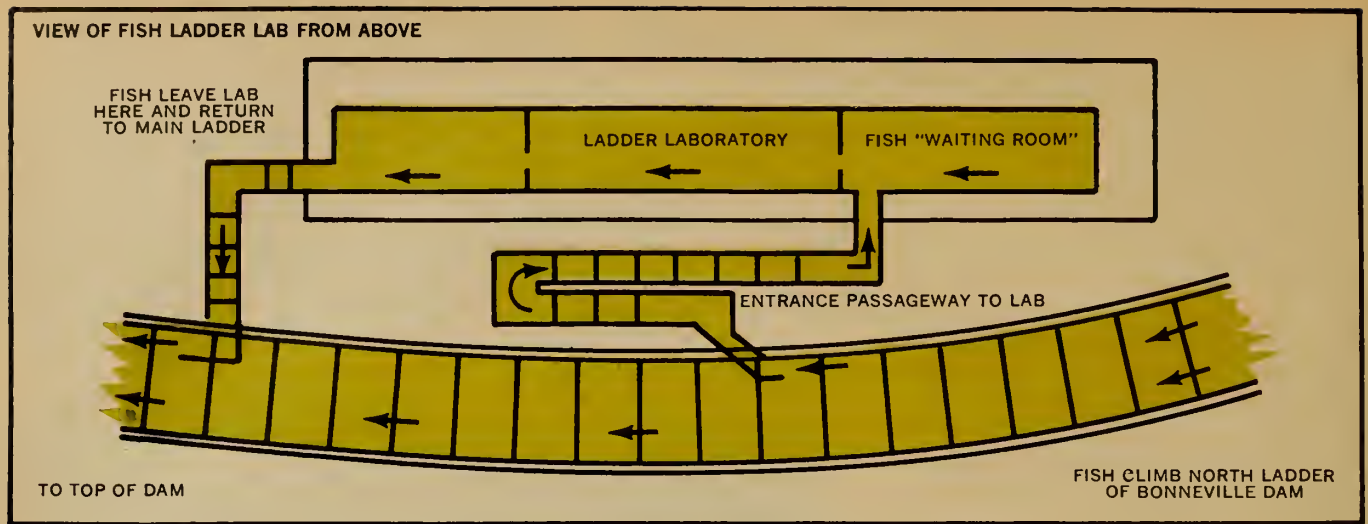 VIEW OF FISH LADDER LAB FROM ABOVE
FISH LEAVE LAB
HERE AND RETURN
TO MAIN LADDER
LADDER LABORATORY
FISH "WAITING ROOM"
ENTRANCE PASSAGEWAY TO LAB
TO TOP OF DAM
FISH CLIMB NORTH LADDER
OF BONNEVILLE DAM